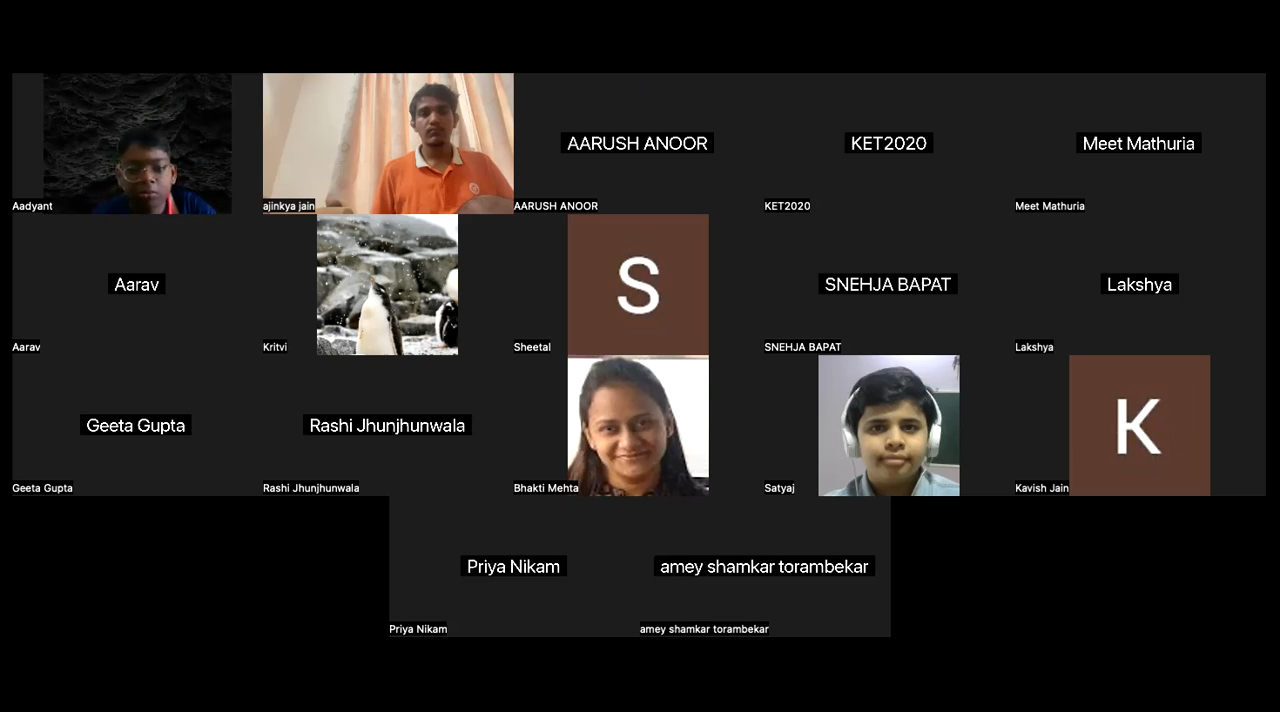 AARUSH ANOOR
KET2020
Meet Mathuria
Aadyant
ajinkya jain
AARUSH ANOOR
KET2020
Meet Mathuria
Aarav
S
SNEHJA BAPAT
Lakshya
Aarav
Kritvi
Sheetal
SNEHJA BAPAT
Lakshya
Geeta Gupta
Rashi Jhunjhunwala
K
Geeta Gupta
Rashi Jhunjhunwala
Bhakti Mehta
Satyaj
Kavish Jain
Priya Nikam
amey shamkar torambekar
Priya Nikam
amey shamkar torambekar